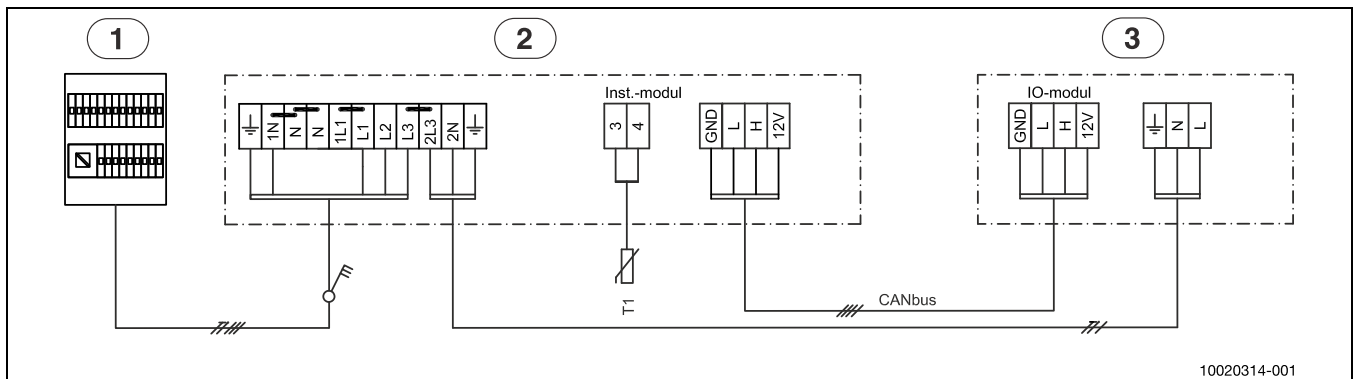 1
2
3
Inst.-modul
IO-modul
1N
N
N
1L1
L1
L2
L3
2L3
2N
3
4
GND
L
H
12V
GND
L
H
12V
N
L
T1
CANbus
10020314-001